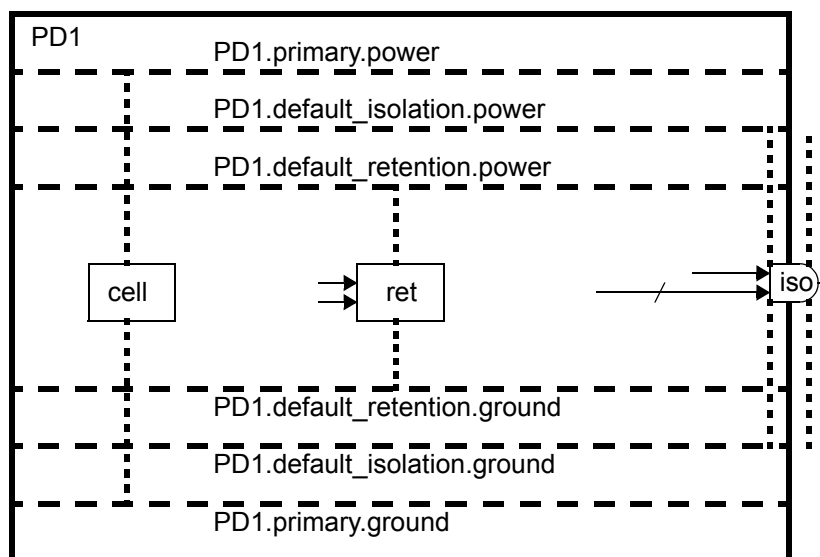 PD1
PD1.primary.power
PD1.default_isolation.power
PD1.default_retention.power
cell
ret
iso
PD1.default_retention.ground
PD1.default_isolation.ground
PD1.primary.ground